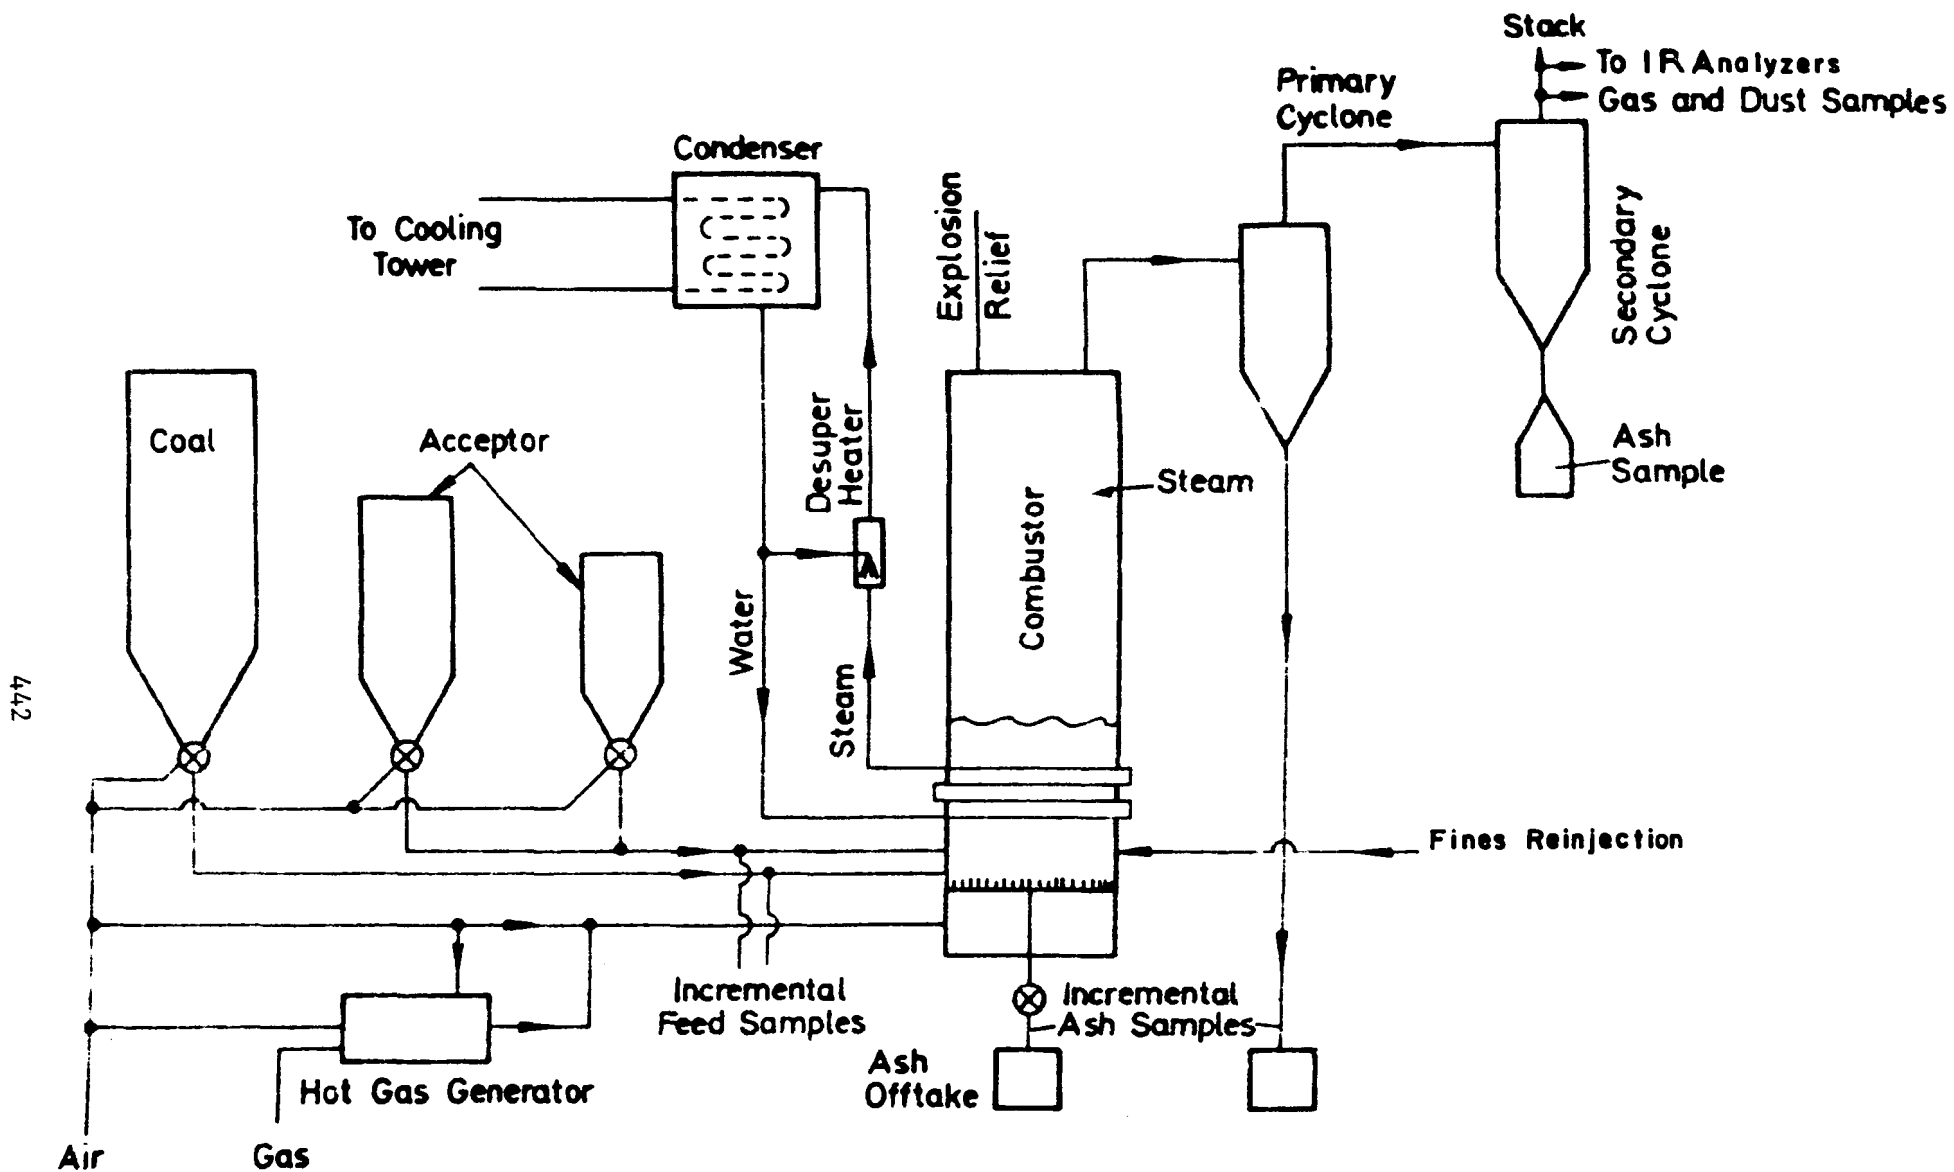 Stack
To IR Analyzers
Gas and Dust Samples
Primary
Cyclone
Condenser
To Cooling
Tower
Explosion
Relief
Secondary
Cyclone
Coal
Acceptor
Desuper
Heater
Steam
Combustor
Ash
Sample
Water
Steam
442
Fines Reinjection
Incremental
Feed Samples
Incremental
Ash Samples
Ash
Offtake
Hot Gas Generator
Air
Gas